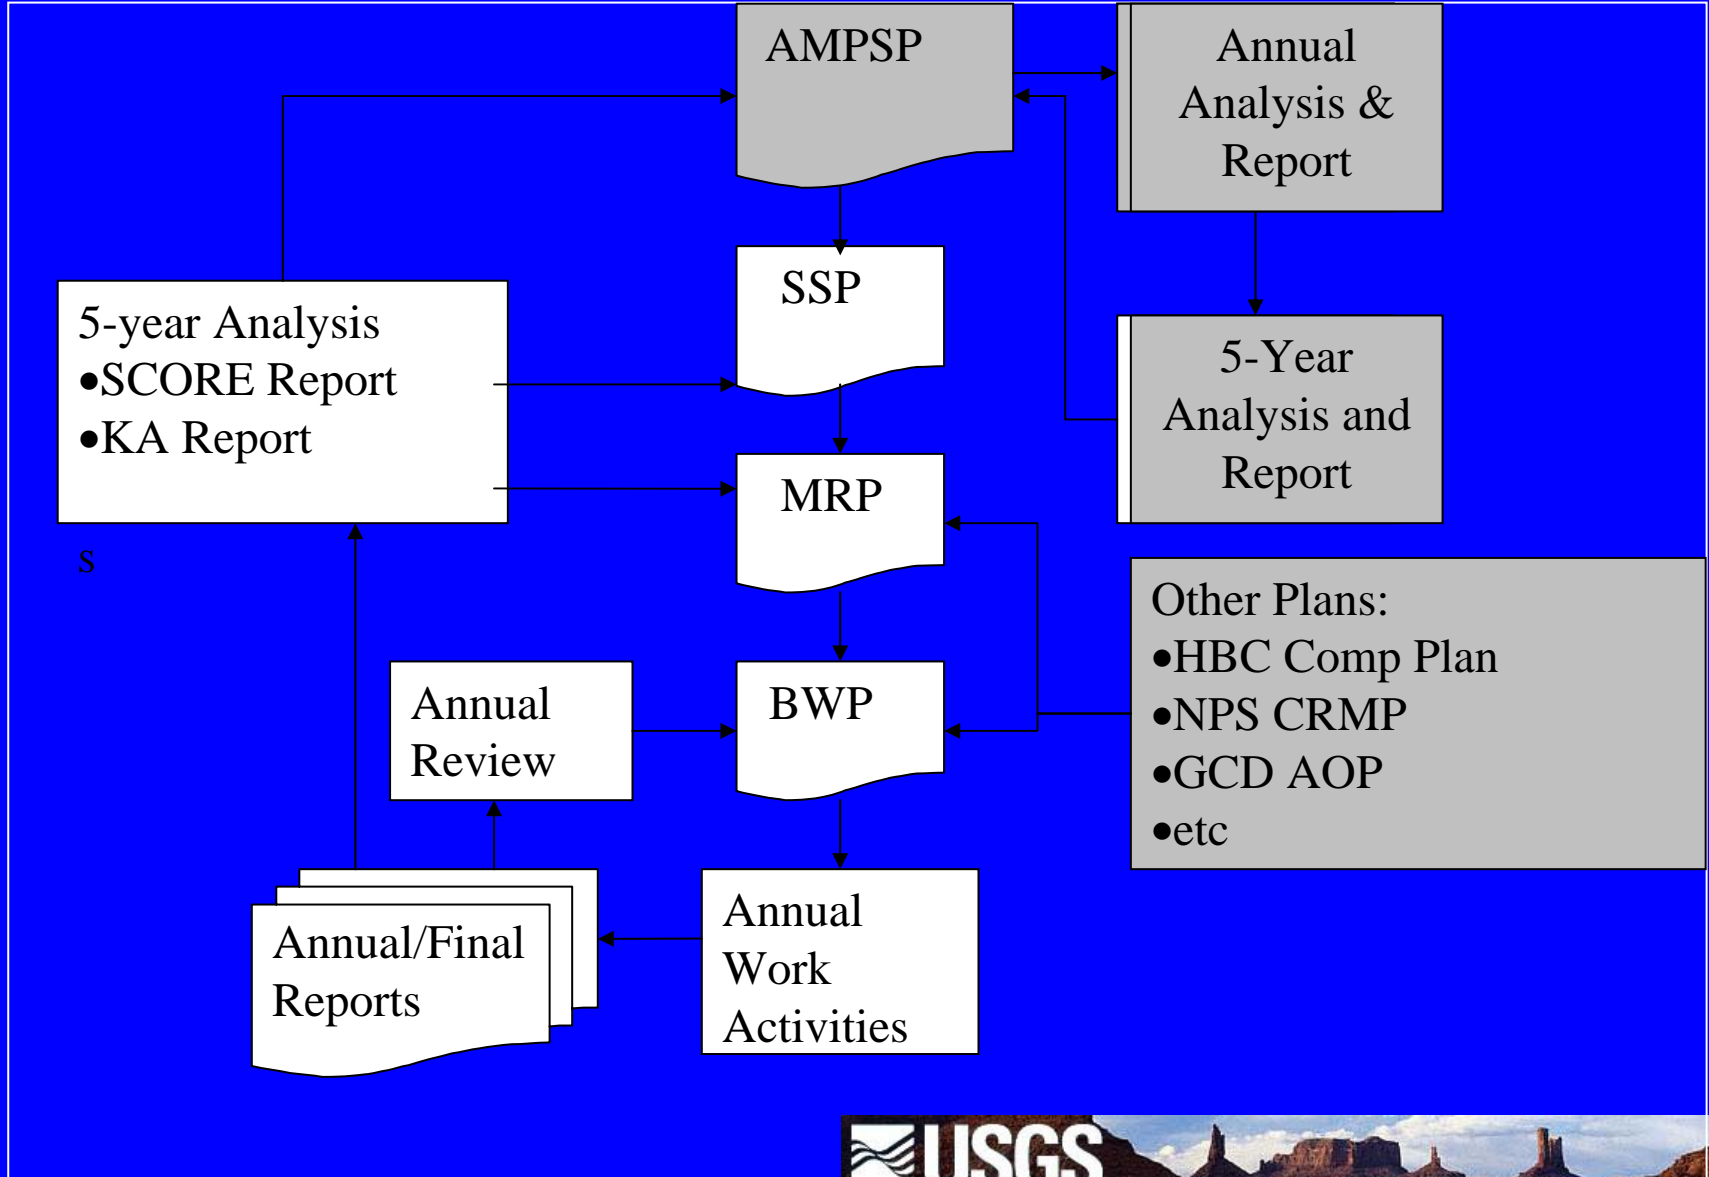 AMPSP
Annual
Analysis &
Report
SSP
5-year Analysis
•SCORE Report
•KA Report
5-Year
Analysis and
Report
MRP
s
Other Plans:
•HBC Comp Plan
•NPS CRMP
•GCD AOP
•etc
Annual
Review
BWP
Annual/Final
Reports
Annual
Work
Activities
USGS